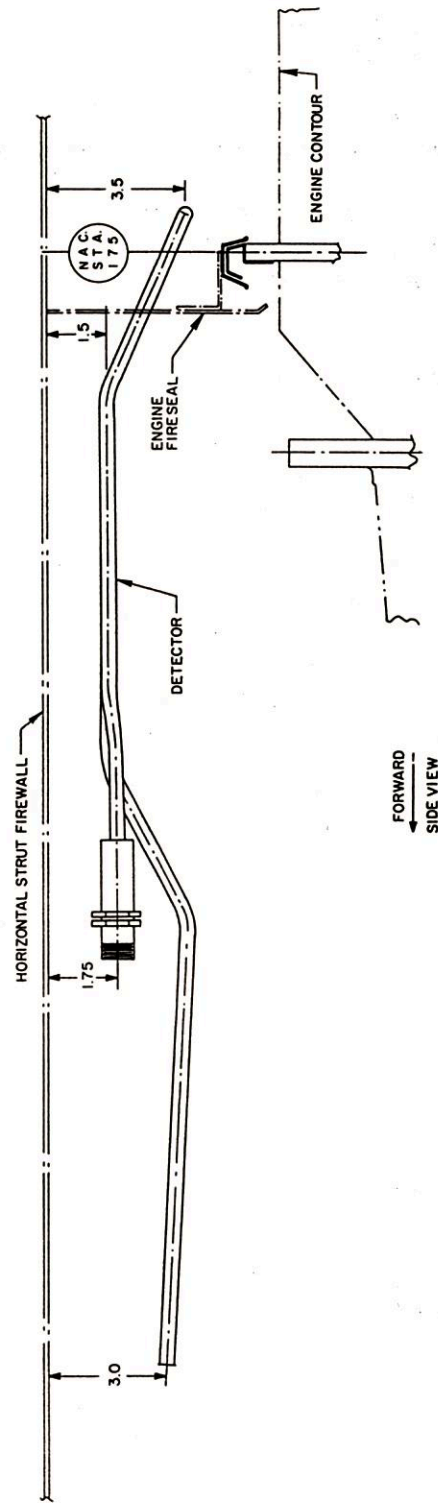 HORIZONTAL STRUT FIREWALL
3.0
1.75
1.5
NAC.
STA.
175
3.5
DETECTOR
ENGINE
FIRESEAL
ENGINE CONTOUR
FORWARD
SIDE VIEW